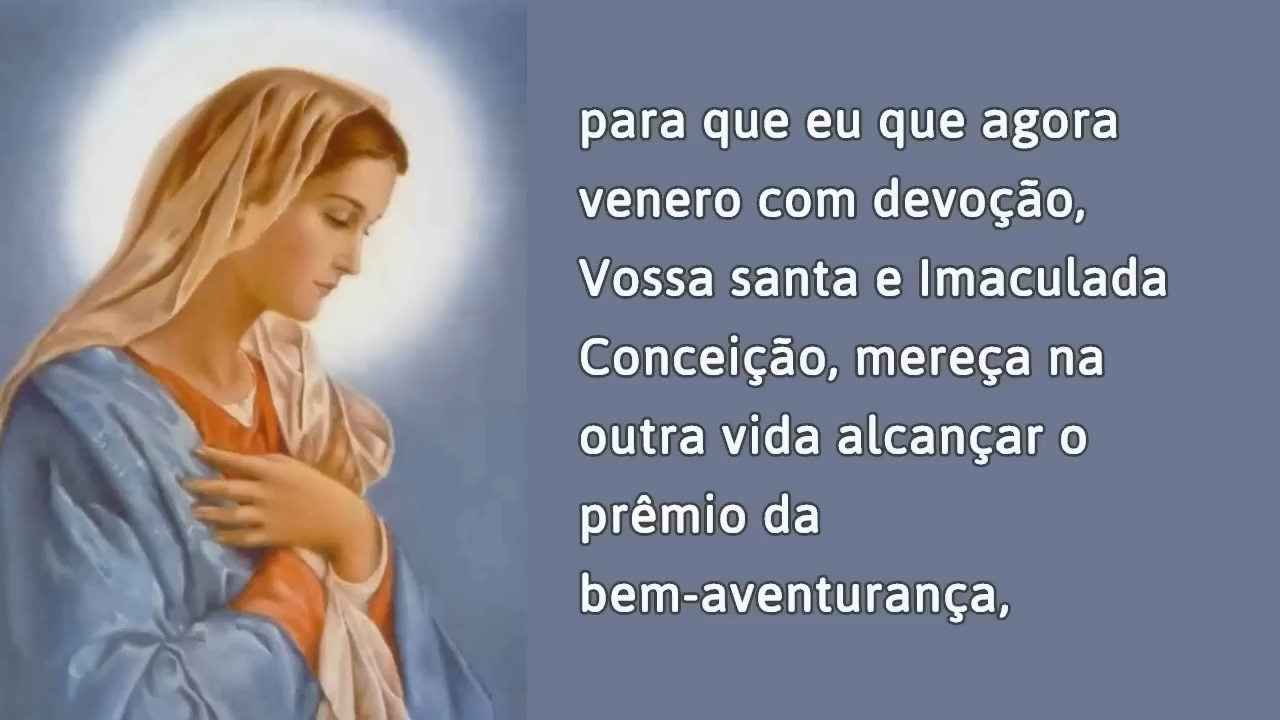 para que eu que agora
venero com devoção,
Vossa santa e Imaculada
Conceição, mereça na
outra vida alcançar o
prêmio da
bem-aventurança,